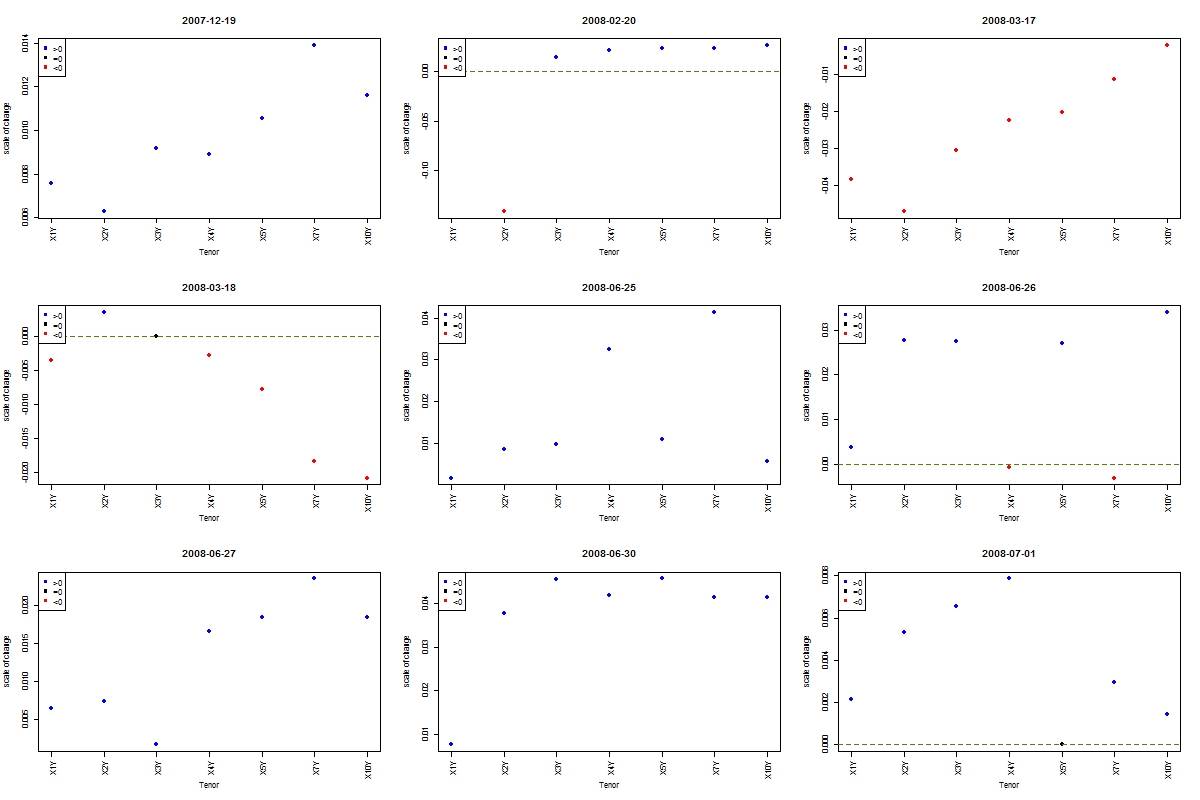 2007-12-19
>0
=0
<0
0.014
0.012
0.010
0.008
0.006
scale of change
X1Y X2Y X3Y X4Y X5Y X7Y X10Y
Tenor
2008-02-20
>0
=0
<0
0.00
-0.05
-0.10
scale of change
X1Y X2Y X3Y X4Y X5Y X7Y X10Y
Tenor
2008-03-17
>0
=0
<0
-0.01
-0.02
-0.03
-0.04
scale of change
X1Y X2Y X3Y X4Y X5Y X7Y X10Y
Tenor
2008-03-18
>0
=0
<0
0.000
-0.005
-0.010
-0.015
-0.020
scale of change
X1Y X2Y X3Y X4Y X5Y X7Y X10Y
Tenor
2008-06-25
>0
=0
<0
0.04
0.03
0.02
0.01
scale of change
X1Y X2Y X3Y X4Y X5Y X7Y X10Y
Tenor
2008-06-26
>0
=0
<0
0.03
0.02
0.01
0.00
scale of change
X1Y X2Y X3Y X4Y X5Y X7Y X10Y
Tenor
2008-06-27
>0
=0
<0
0.020
0.015
0.010
0.005
scale of change
X1Y X2Y X3Y X4Y X5Y X7Y X10Y
Tenor
2008-06-30
>0
=0
<0
0.04
0.03
0.02
0.01
scale of change
X1Y X2Y X3Y X4Y X5Y X7Y X10Y
Tenor
2008-07-01
>0
=0
<0
0.008
0.006
0.004
0.002
0.000
scale of change
X1Y X2Y X3Y X4Y X5Y X7Y X10Y
Tenor